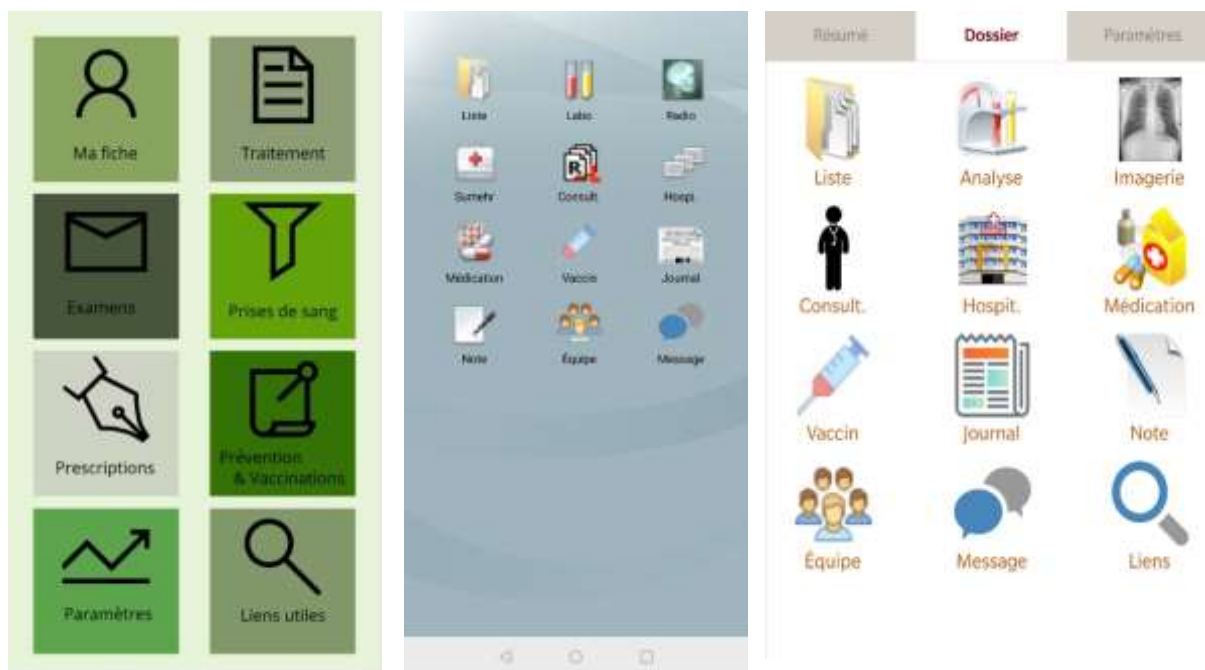 Ma fiche
Traitement
Examens
Prises de sang
Prescriptions
Prévention
& Vaccinations
Paramètres
Liens utiles
Liste
Labo
Radio
Sumehr
R
Consult.
Hospi.
Médication
Vaccin
Journal
Note
Équipe
Message
Résumé
Dossier
Paramètres
Liste
Analyse
Imagerie
Consult.
Hospit.
Médication
Vaccin
Journal
Note
Équipe
Message
Liens